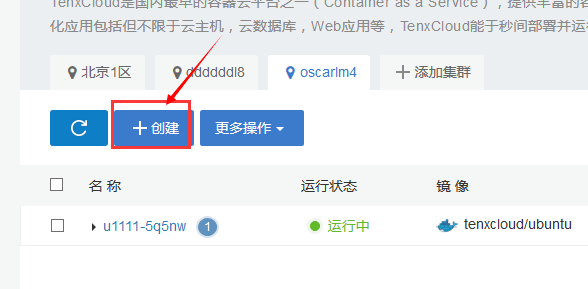 TenxCloud是国内最早的容器云平台之一（Container as a Service），提供丰富的容
化应用包括但不限于云主机，云数据库，Web应用等，TenxCloud能于秒间部署并运行
北京1区
ddddddl8
oscarlm4
添加集群
创建
更多操作
名 称
运行状态
镜 像
u1111-5q5nw
1
运行中
tenxcloud/ubuntu